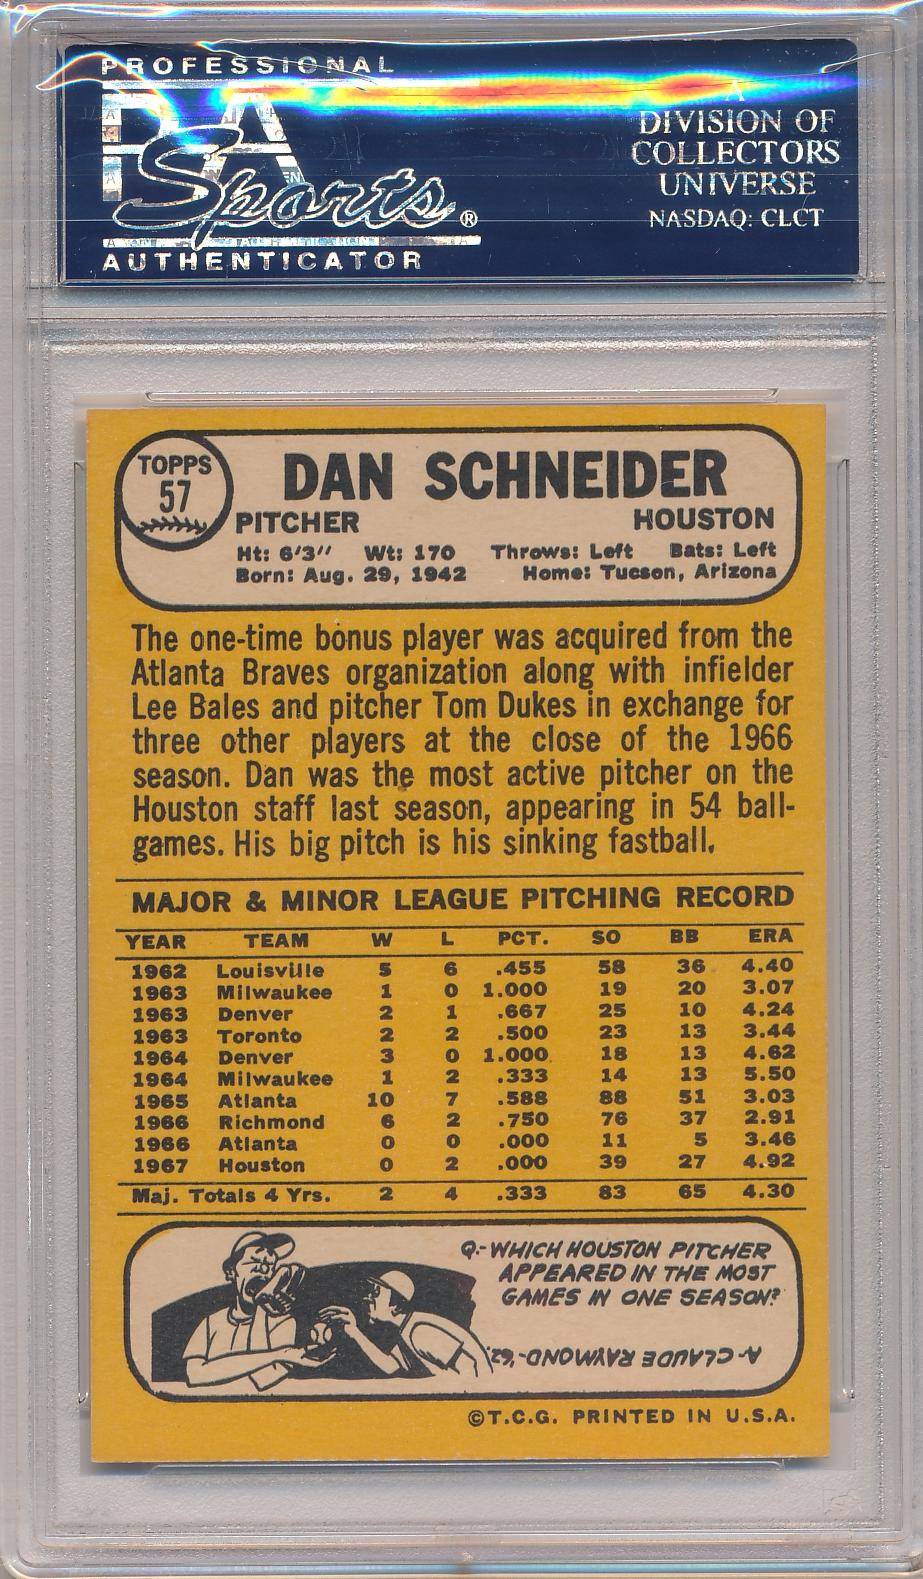 PROFESSIONAL
PSA
Sports®
AUTHENTICATOR
A
DIVISION OF
COLLECTORS
UNIVERSE
NASDAQ: CLCT
TOPPS
57
DAN SCHNEIDER
PITCHER HOUSTON
Ht: 6'3" Wt: 170 Throws: Left Bats: Left
Born: Aug. 29, 1942 Home: Tucson, Arizona
The one-time bonus player was acquired from the
Atlanta Braves organization along with infielder
Lee Bales and pitcher Tom Dukes in exchange for
three other players at the close of the 1966
season. Dan was the most active pitcher on the
Houston staff last season, appearing in 54 ball-
games. His big pitch is his sinking fastball.
MAJOR & MINOR LEAGUE PITCHING RECORD
YEAR TEAM W L PCT. SO BB ERA
1962 Louisville 5 6 .455 58 36 4.40
1963 Milwaukee 1 0 1.000 19 20 3.07
1963 Denver 2 1 .667 25 10 4.24
1963 Toronto 2 2 .500 23 13 3.44
1964 Denver 3 0 1.000 18 13 4.62
1964 Milwaukee 1 2 .333 14 13 5.50
1965 Atlanta 10 7 .588 88 51 3.03
1966 Richmond 6 2 .750 76 37 2.91
1966 Atlanta 0 0 .000 11 5 3.46
1967 Houston 0 2 .000 39 27 4.92
Maj. Totals 4 Yrs. 2 4 .333 83 65 4.30
Q.-WHICH HOUSTON PITCHER
APPEARED IN THE MOST
GAMES IN ONE SEASON?
A-CLAUDE RAYMOND-'62.
©T.C.G. PRINTED IN U.S.A.